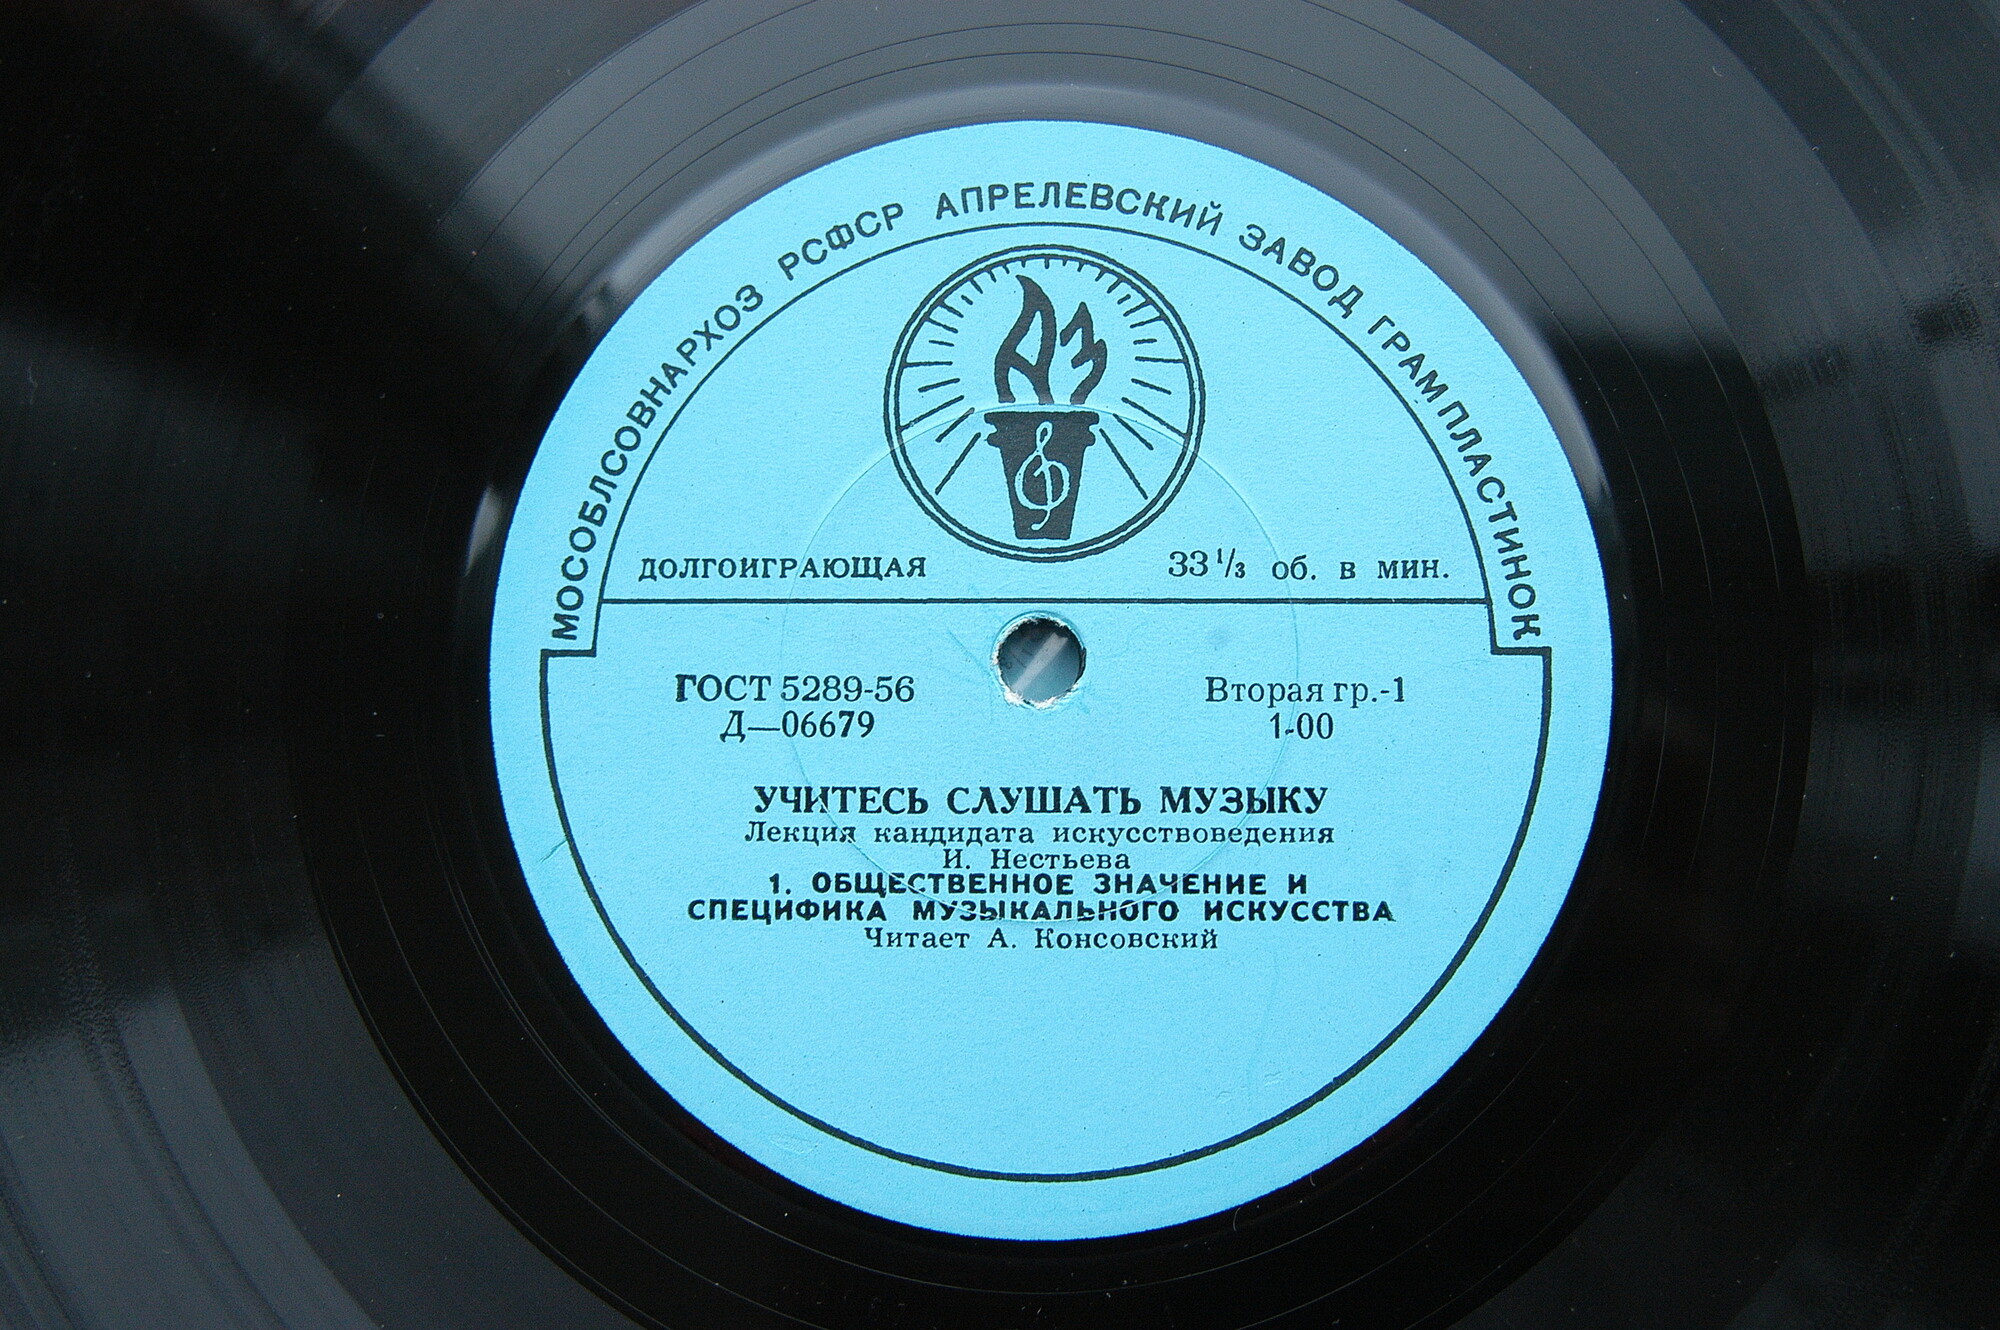 МОСОБЛСОВНАРХОЗ РСФСР АПРЕЛЕВСКИЙ ЗАВОД ГРАМПЛАСТИНОК
АЗ
ДОЛГОИГРАЮЩАЯ 33 1/3 об. в мин.
ГОСТ 5289-56 Вторая гр.-1
Д—06679 1-00
УЧИТЕСЬ СЛУШАТЬ МУЗЫКУ
Лекция кандидата искусствоведения
И. Нестьева
1. ОБЩЕСТВЕННОЕ ЗНАЧЕНИЕ И
СПЕЦИФИКА МУЗЫКАЛЬНОГО ИСКУССТВА
Читает А. Консовский